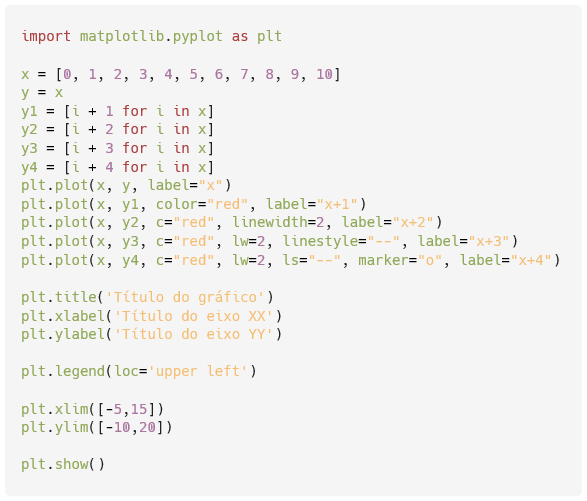 import matplotlib.pyplot as plt
x = [0, 1, 2, 3, 4, 5, 6, 7, 8, 9, 10]
y = x
y1 = [i + 1 for i in x]
y2 = [i + 2 for i in x]
y3 = [i + 3 for i in x]
y4 = [i + 4 for i in x]
plt.plot(x, y, label="x")
plt.plot(x, y1, color="red", label="x+1")
plt.plot(x, y2, c="red", linewidth=2, label="x+2")
plt.plot(x, y3, c="red", lw=2, linestyle="--", label="x+3")
plt.plot(x, y4, c="red", lw=2, ls="--", marker="o", label="x+4")
plt.title('Título do gráfico')
plt.xlabel('Título do eixo XX')
plt.ylabel('Título do eixo YY')
plt.legend(loc='upper left')
plt.xlim([-5,15])
plt.ylim([-10,20])
plt.show()